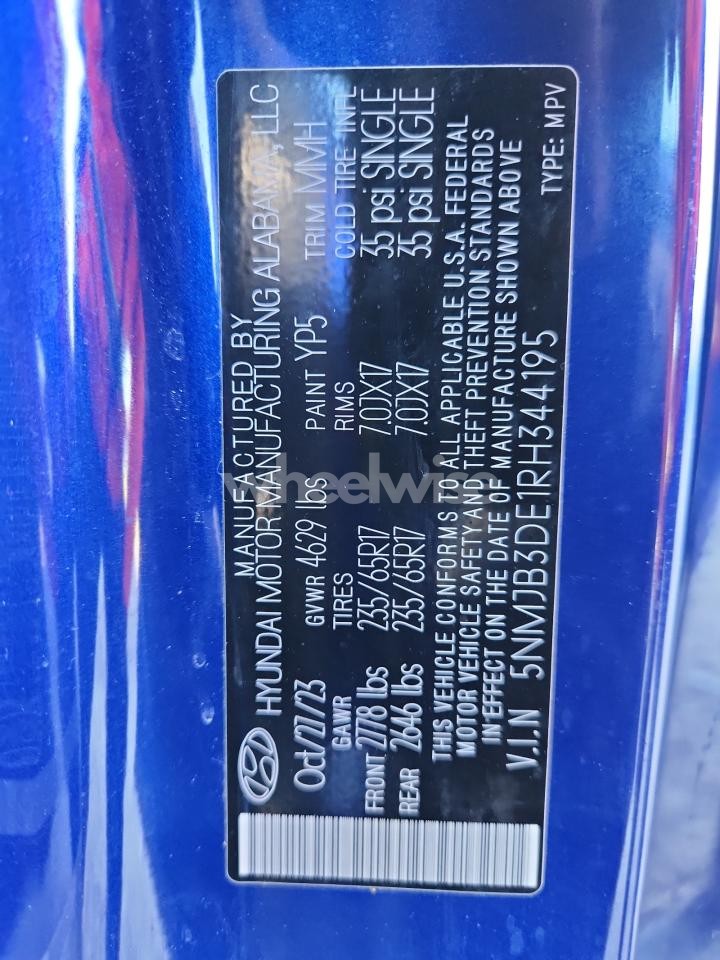 MANUFACTURED BY
HYUNDAI MOTOR MANUFACTURING ALABAMA, LLC
Oct/27/23 GVWR 4629 lbs PAINT YP5 TRIM MMH
GAWR TIRES RIMS COLD TIRE INFL
FRONT 2778 lbs 235/65R17 7.0JX17 35 psi SINGLE
REAR 2646 lbs 235/65R17 7.0JX17 35 psi SINGLE
THIS VEHICLE CONFORMS TO ALL APPLICABLE U.S.A. FEDERAL
MOTOR VEHICLE SAFETY AND THEFT PREVENTION STANDARDS
IN EFFECT ON THE DATE OF MANUFACTURE SHOWN ABOVE
V.I.N 5NMJB3DE1RH344195 TYPE: MPV
wheelwire